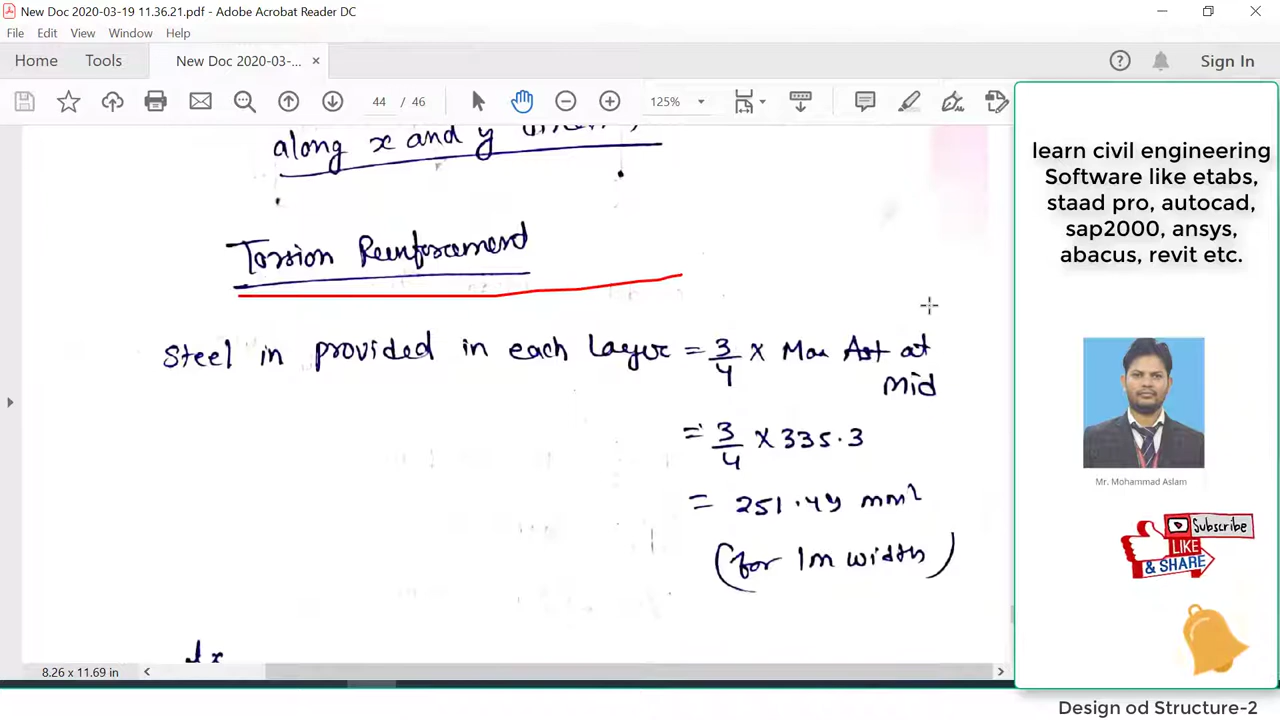 New Doc 2020-03-19 11.36.21.pdf - Adobe Acrobat Reader DC
File Edit View Window Help
Home Tools New Doc 2020-03-... × Sign In
44 / 46 125%
along x and y
Torsion Reinforcement
Steel in provided in each layer = 3/4 x Max Ast at
mid
= 3/4 x 335.3
= 251.49 mm²
(for 1m width)
dx
8.26 x 11.69 in
learn civil engineering
Software like etabs,
staad pro, autocad,
sap2000, ansys,
abacus, revit etc.
Mr. Mohammad Aslam
Subscribe
LIKE
& SHARE
Design od Structure-2